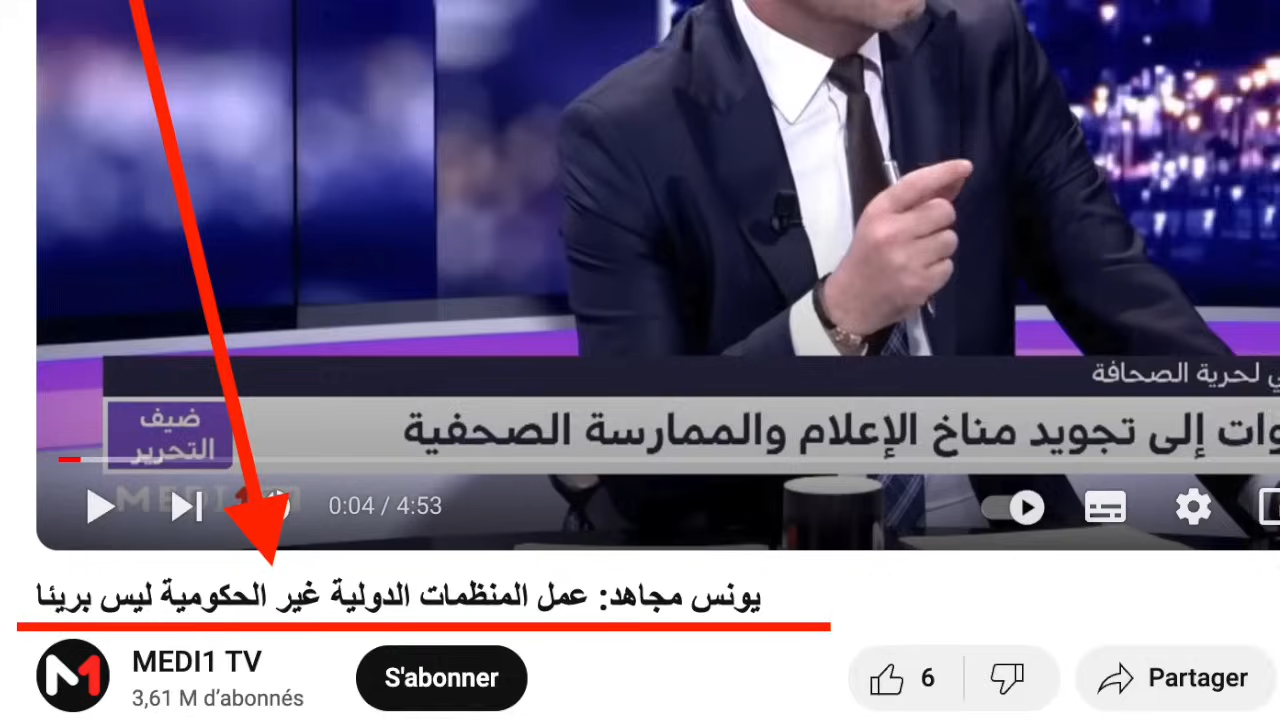 لحرية الصحافة
إلى تجويد مناخ الإعلام والممارسة الصحفية
ضيف
التحرير
0:04 / 4:53
يونس مجاهد: عمل المنظمات الدولية غير الحكومية ليس بريئا
MEDI1 TV
3,61 M d’abonnés
S'abonner
6
Partager